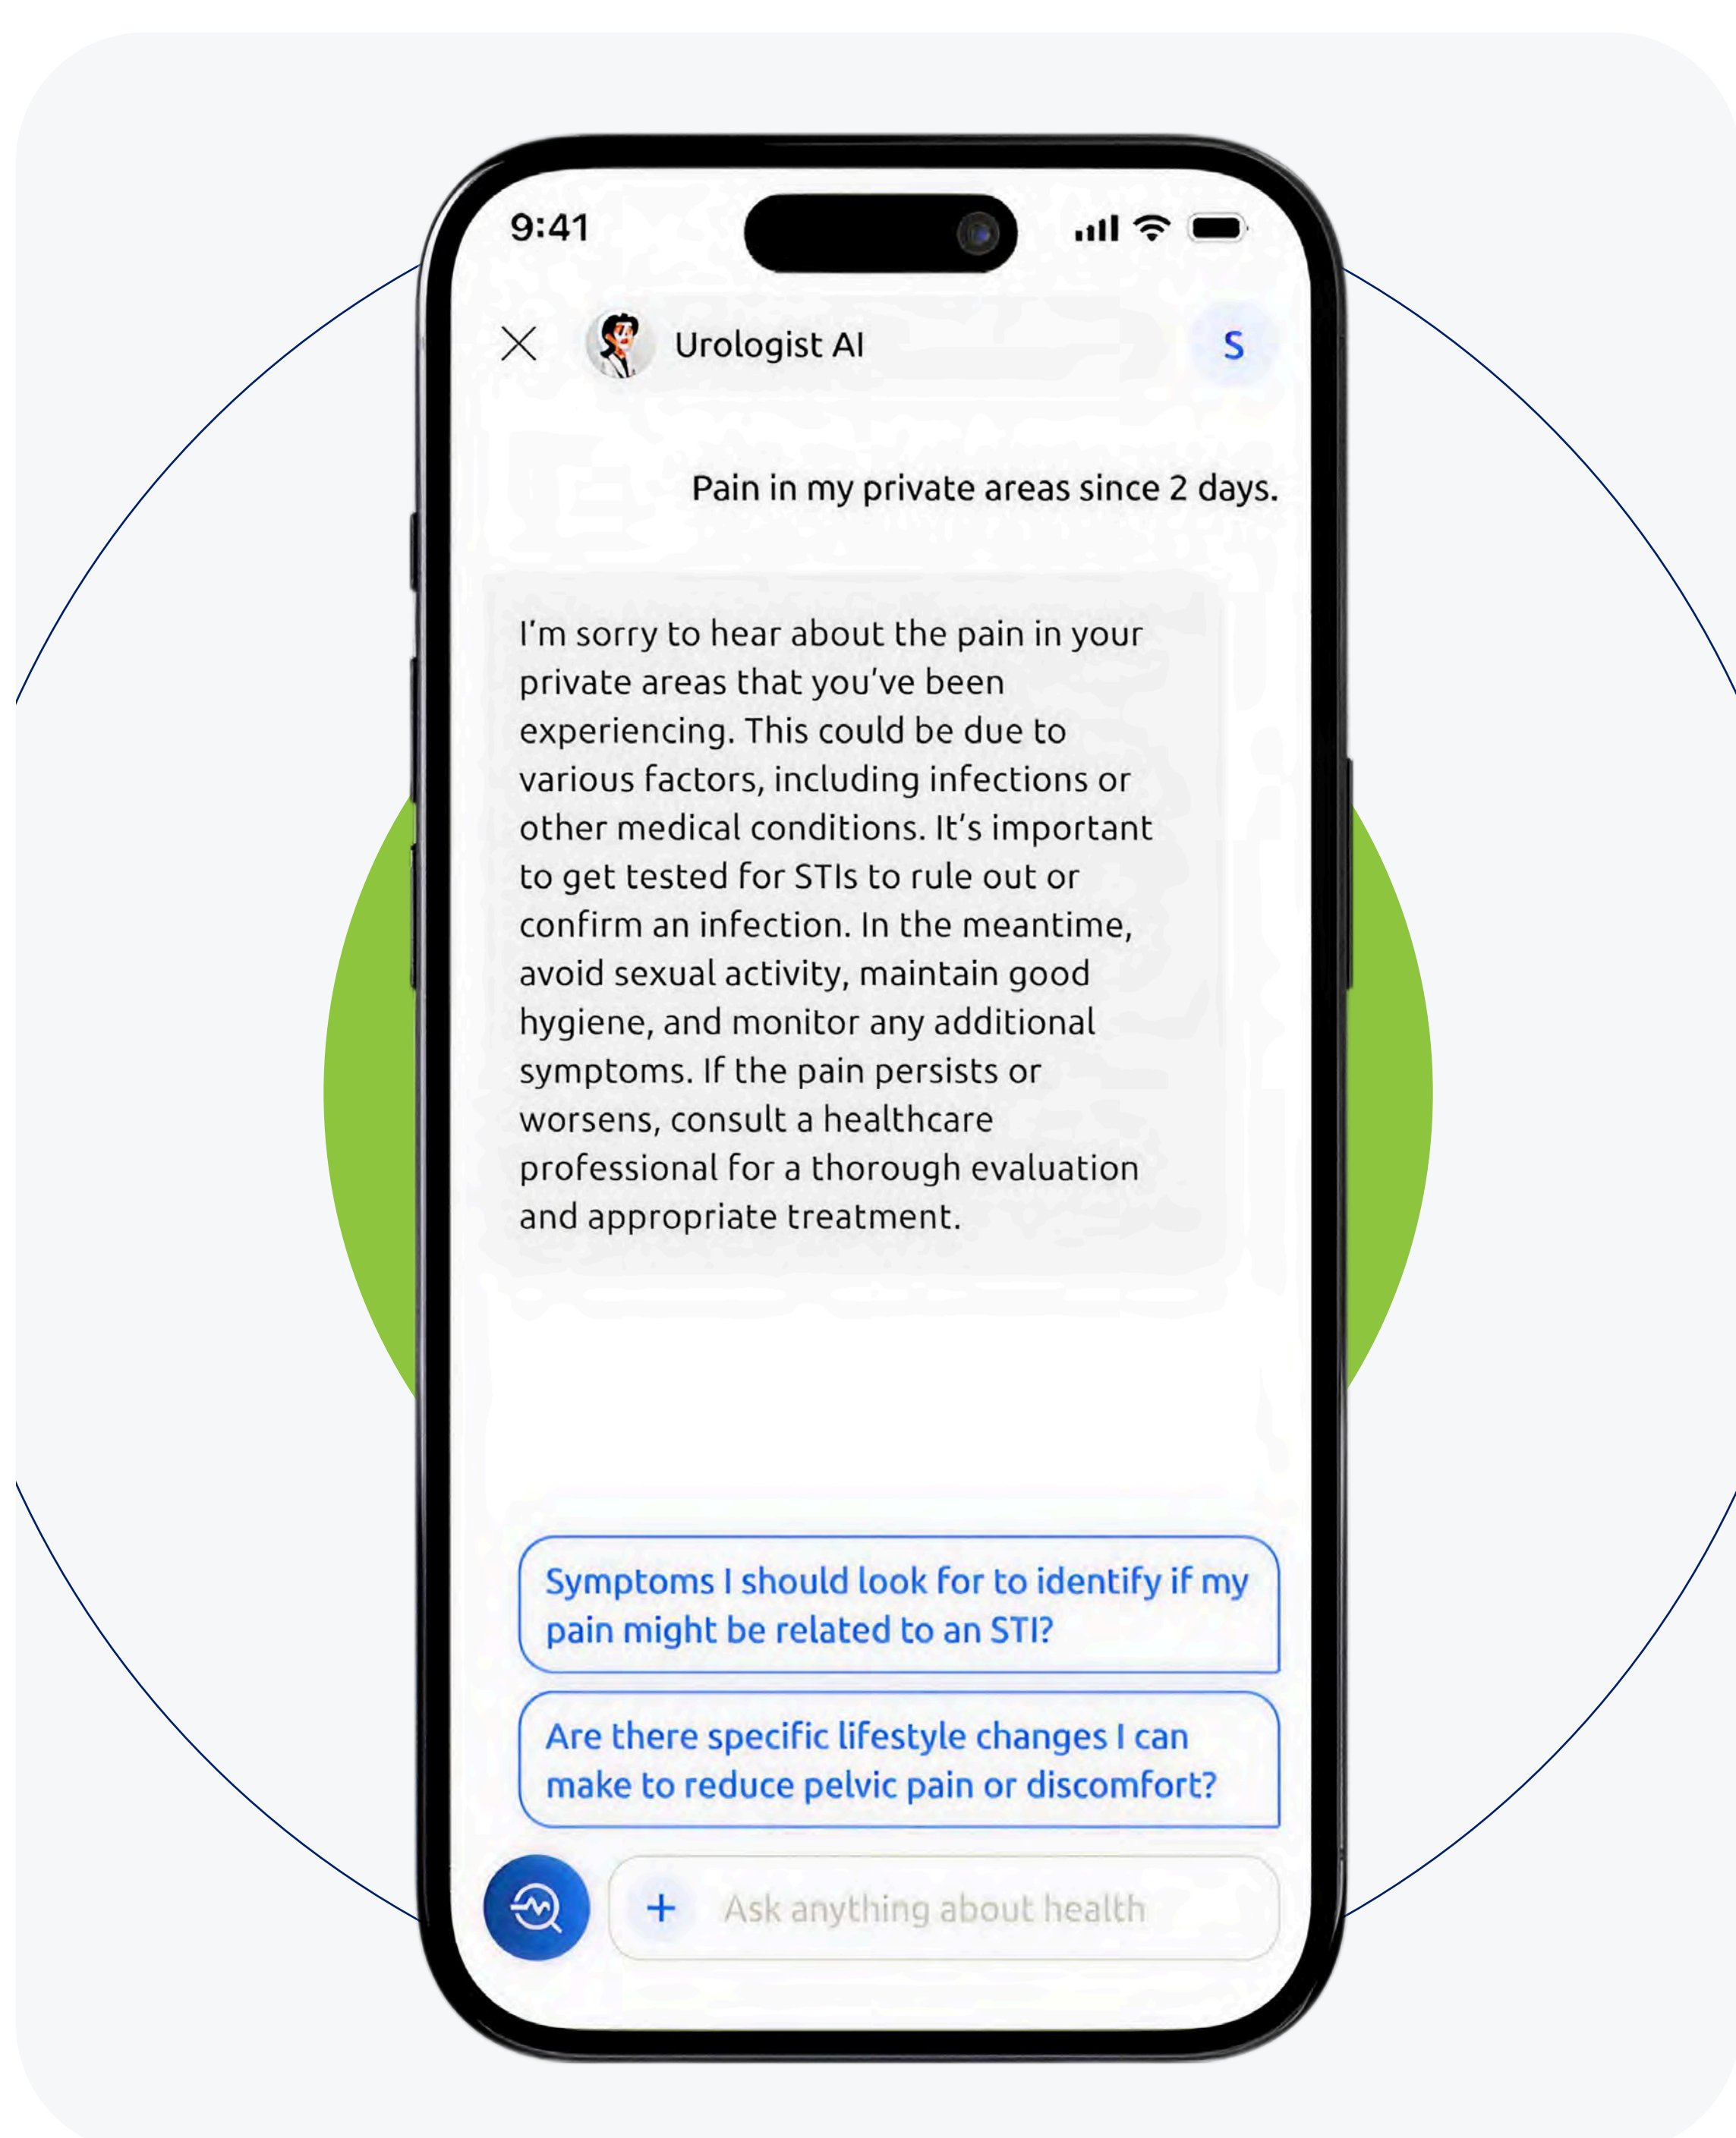 9:41
Urologist AI
S
Pain in my private areas since 2 days.
I'm sorry to hear about the pain in your
private areas that you've been
experiencing. This could be due to
various factors, including infections or
other medical conditions. It's important
to get tested for STIs to rule out or
confirm an infection. In the meantime,
avoid sexual activity, maintain good
hygiene, and monitor any additional
symptoms. If the pain persists or
worsens, consult a healthcare
professional for a thorough evaluation
and appropriate treatment.
Symptoms I should look for to identify if my
pain might be related to an STI?
Are there specific lifestyle changes I can
make to reduce pelvic pain or discomfort?
+ Ask anything about health